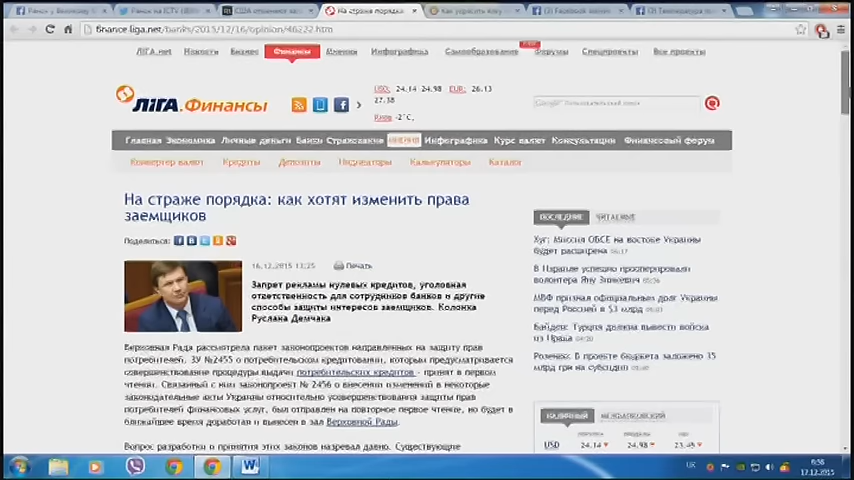 finance.liga.net/banks/2015/12/16/opinion/46222.htm
ЛІГА.net Новости Бизнес Финансы Мнения Инфографика Самообразование Форумы Спецпроекты Все проекты
USD: 24.14 24.98 EUR: 26.13
27.38
Киев -2°C,
ЛІГА.Финансы
Главная Экономика Личные деньги Банки Страхование МНЕНИЯ Инфографика Курс валют Консультации Финансовый форум
Конвертер валют Кредиты Депозиты Индикаторы Калькуляторы Каталог
На страже порядка: как хотят изменить права
заемщиков
Поделиться:
16.12.2015 13:25 Печать
Запрет рекламы нулевых кредитов, уголовная
ответственность для сотрудников банков и другие
способы защиты интересов заемщиков. Колонка
Руслана Демчака
Верховная Рада рассмотрела пакет законопроектов направленных на защиту прав
потребителей. ЗУ №2455 о потребительском кредитовании, которым предусматривается
совершенствование процедуры выдачи потребительских кредитов - принят в первом
чтении. Связанный с ним законопроект № 2456 о внесении изменений в некоторые
законодательные акты Украины относительно усовершенствования защиты прав
потребителей финансовых услуг, был отправлен на повторное первое чтение, но будет в
ближайшее время доработан и вынесен в зал Верховной Рады.
Вопрос разработки и принятия этих законов назревал давно. Существующие
ПОСЛЕДНИЕ ЧИТАЕМЫЕ
Хуг: Миссия ОБСЕ на востоке Украины
будет расширена
В Израиле успешно прооперировали
волонтера Яну Зинкевич
МВФ признал официальным долг Украины
перед Россией в $3 млрд
Байден: Турция должна вывести войска
из Ирака
Розенко: В проекте бюджета заложено 35
млрд грн на субсидии
НАЛИЧНЫЙ МЕЖБАНКОВСКИЙ
USD 24.14 24.98 23.45
UK
6:56
17.12.2015